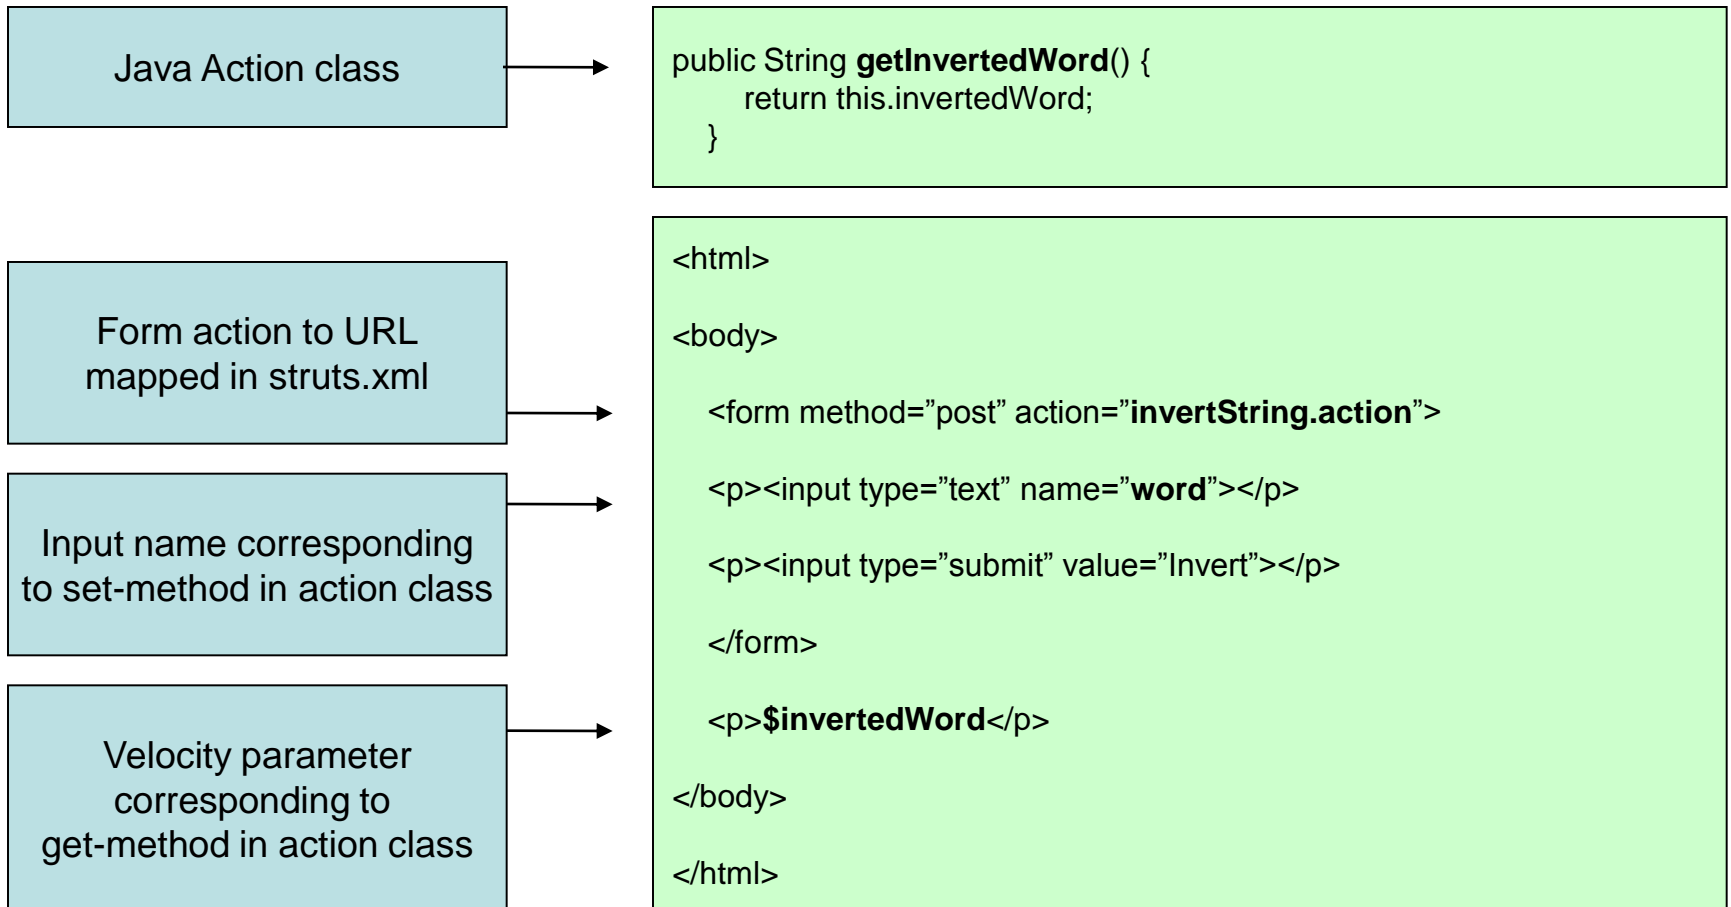 Java Action class
public String getInvertedWord() {
return this.invertedWord;
}
Form action to URL
mapped in struts.xml
Input name corresponding
to set-method in action class
Velocity parameter
corresponding to
get-method in action class
<html>
<body>
<form method=”post” action=”invertString.action”>
<p><input type=”text” name=”word”></p>
<p><input type=”submit” value=”Invert”></p>
</form>
<p>$invertedWord</p>
</body>
</html>